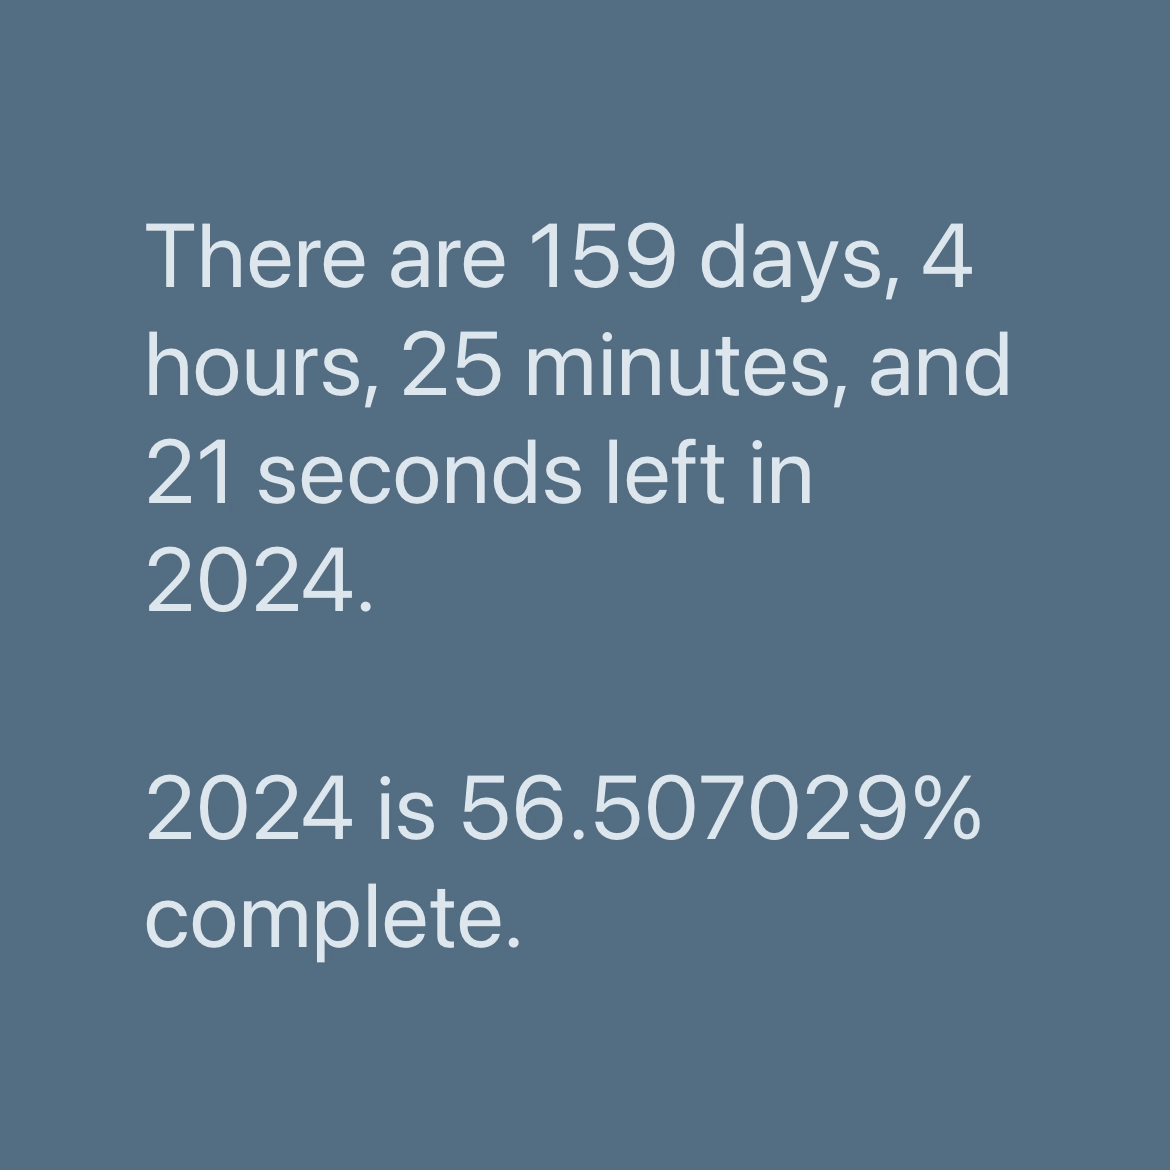 There are 159 days, 4
hours, 25 minutes, and
21 seconds left in
2024.
2024 is 56.507029%
complete.